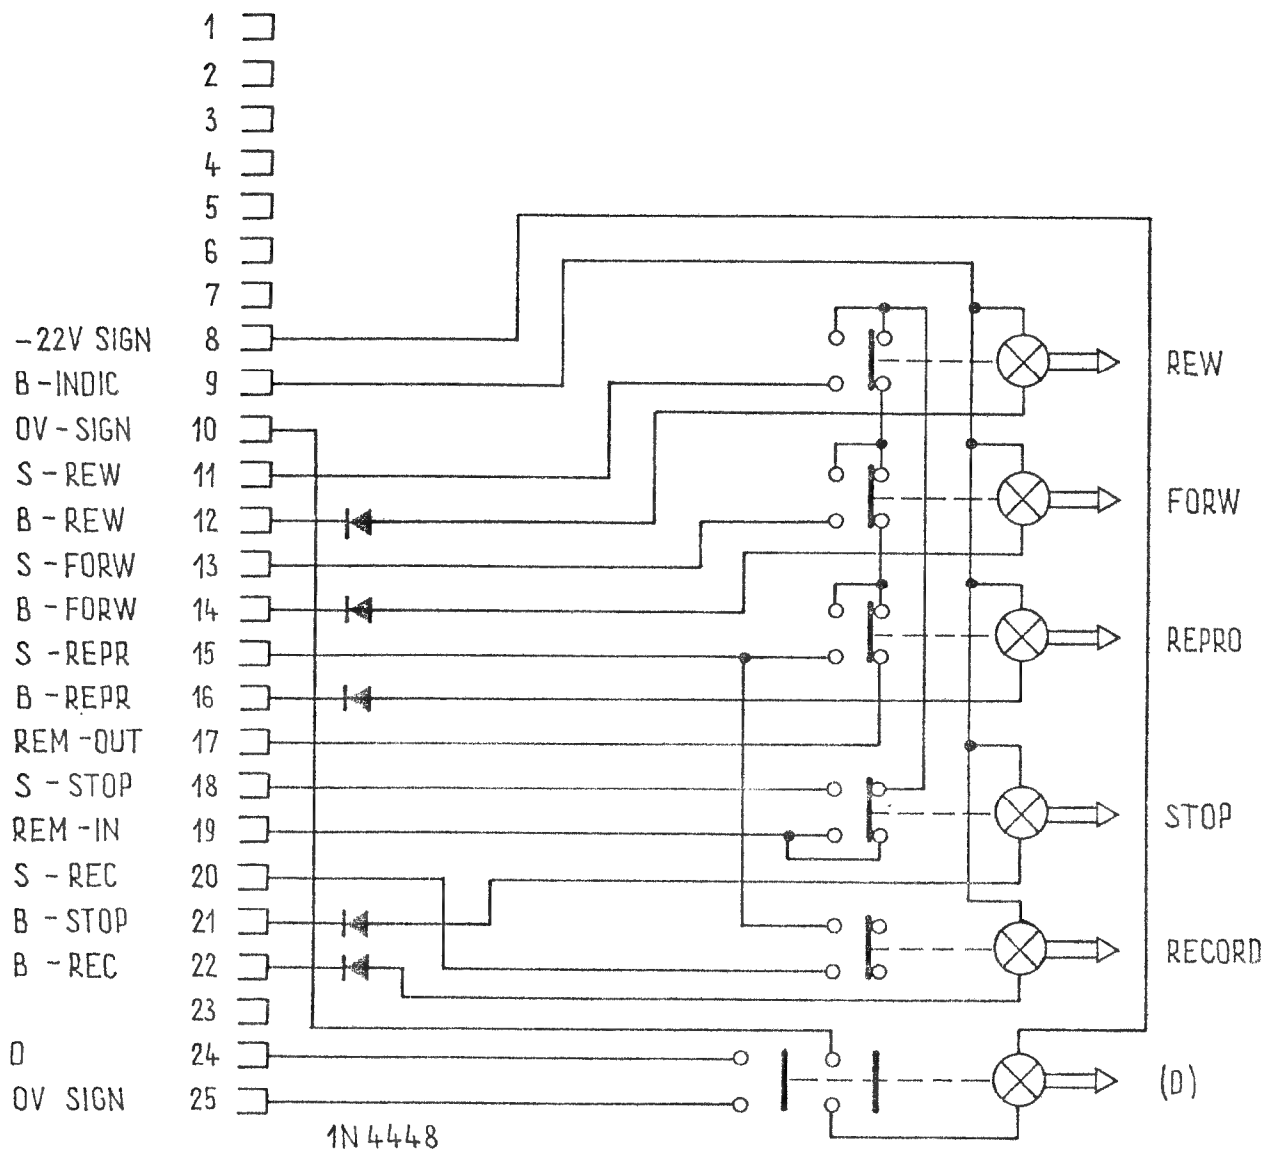 1
2
3
4
5
6
7
-22V SIGN 8
B-INDIC 9
0V-SIGN 10
S-REW 11
B-REW 12
S-FORW 13
B-FORW 14
S-REPR 15
B-REPR 16
REM-OUT 17
S-STOP 18
REM-IN 19
S-REC 20
B-STOP 21
B-REC 22
23
D 24
0V SIGN 25
1N4448
REW
FORW
REPRO
STOP
RECORD
(D)